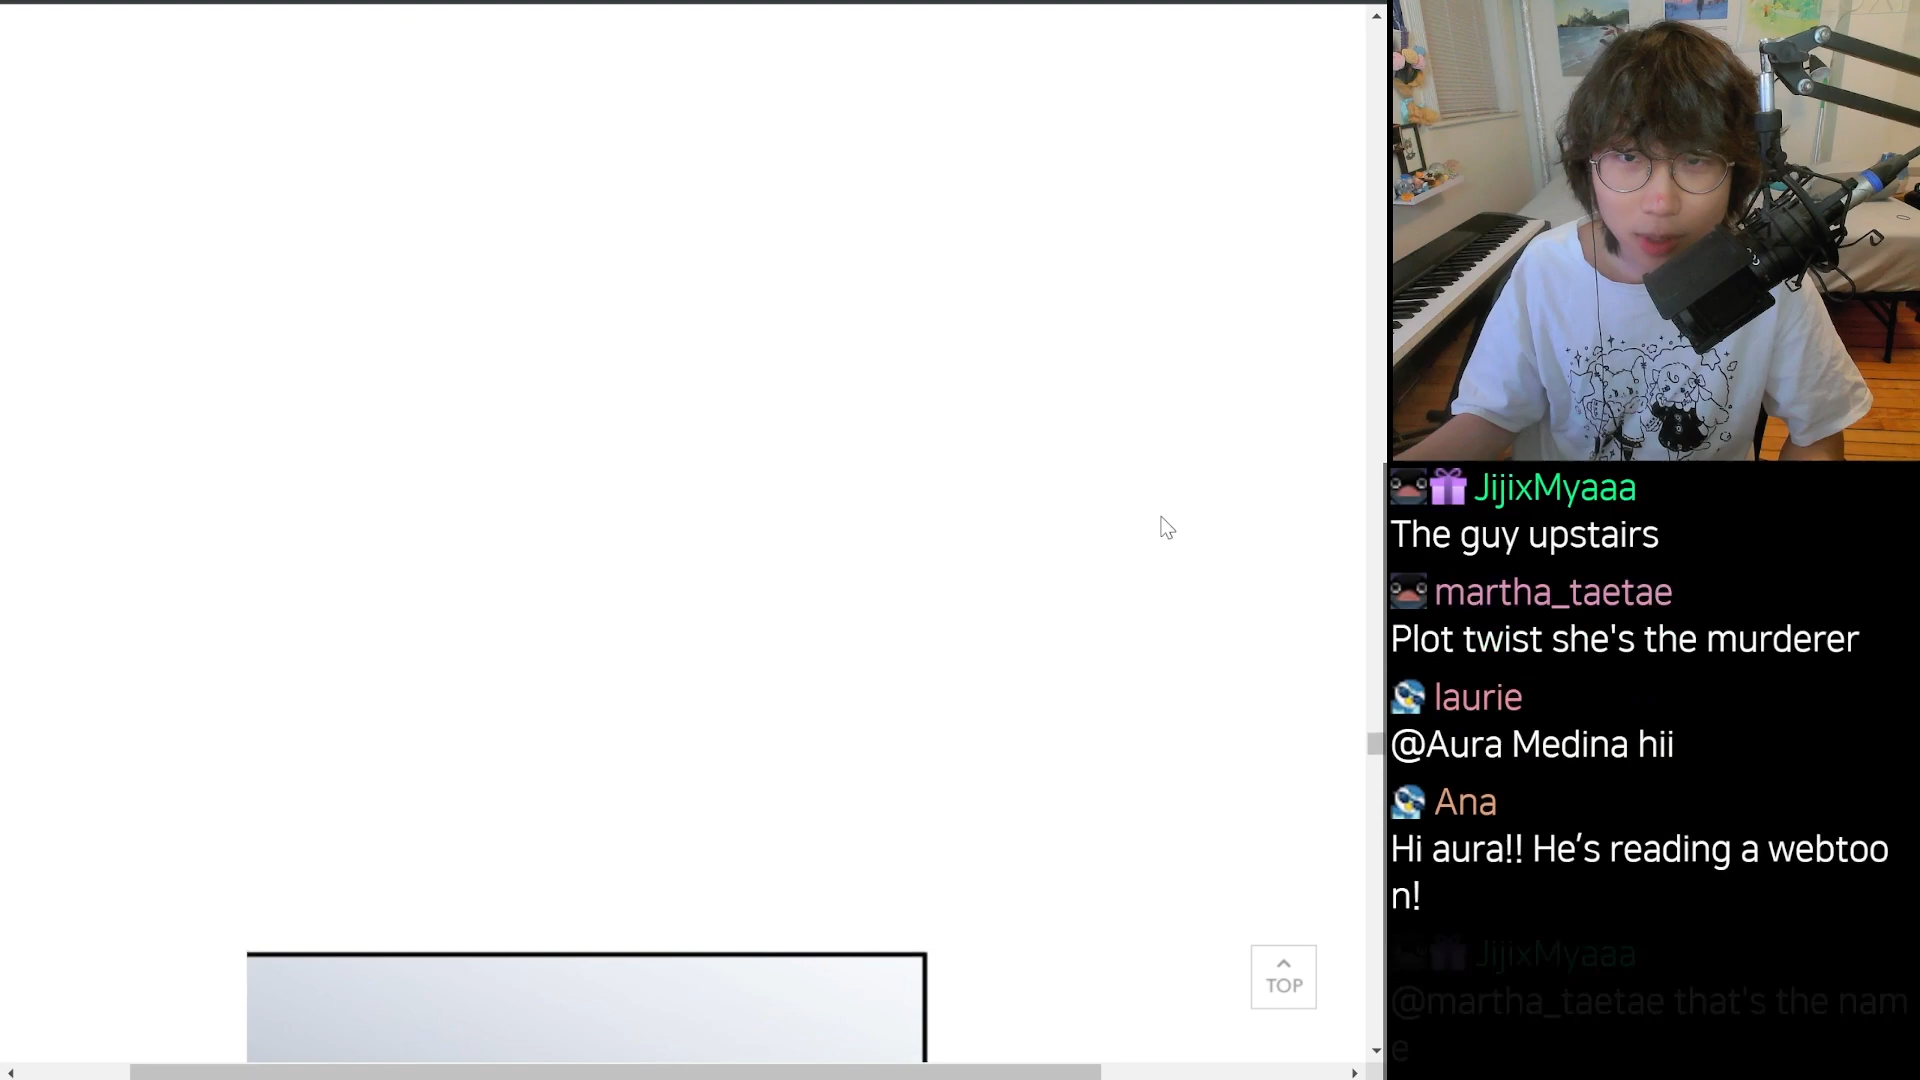 TOP
JijixMyaaa
The guy upstairs
martha_taetae
Plot twist she's the murderer
laurie
@Aura Medina hii
Ana
Hi aura!! He’s reading a webtoo
n!
JijixMyaaa
@martha_taetae that's the nam
e